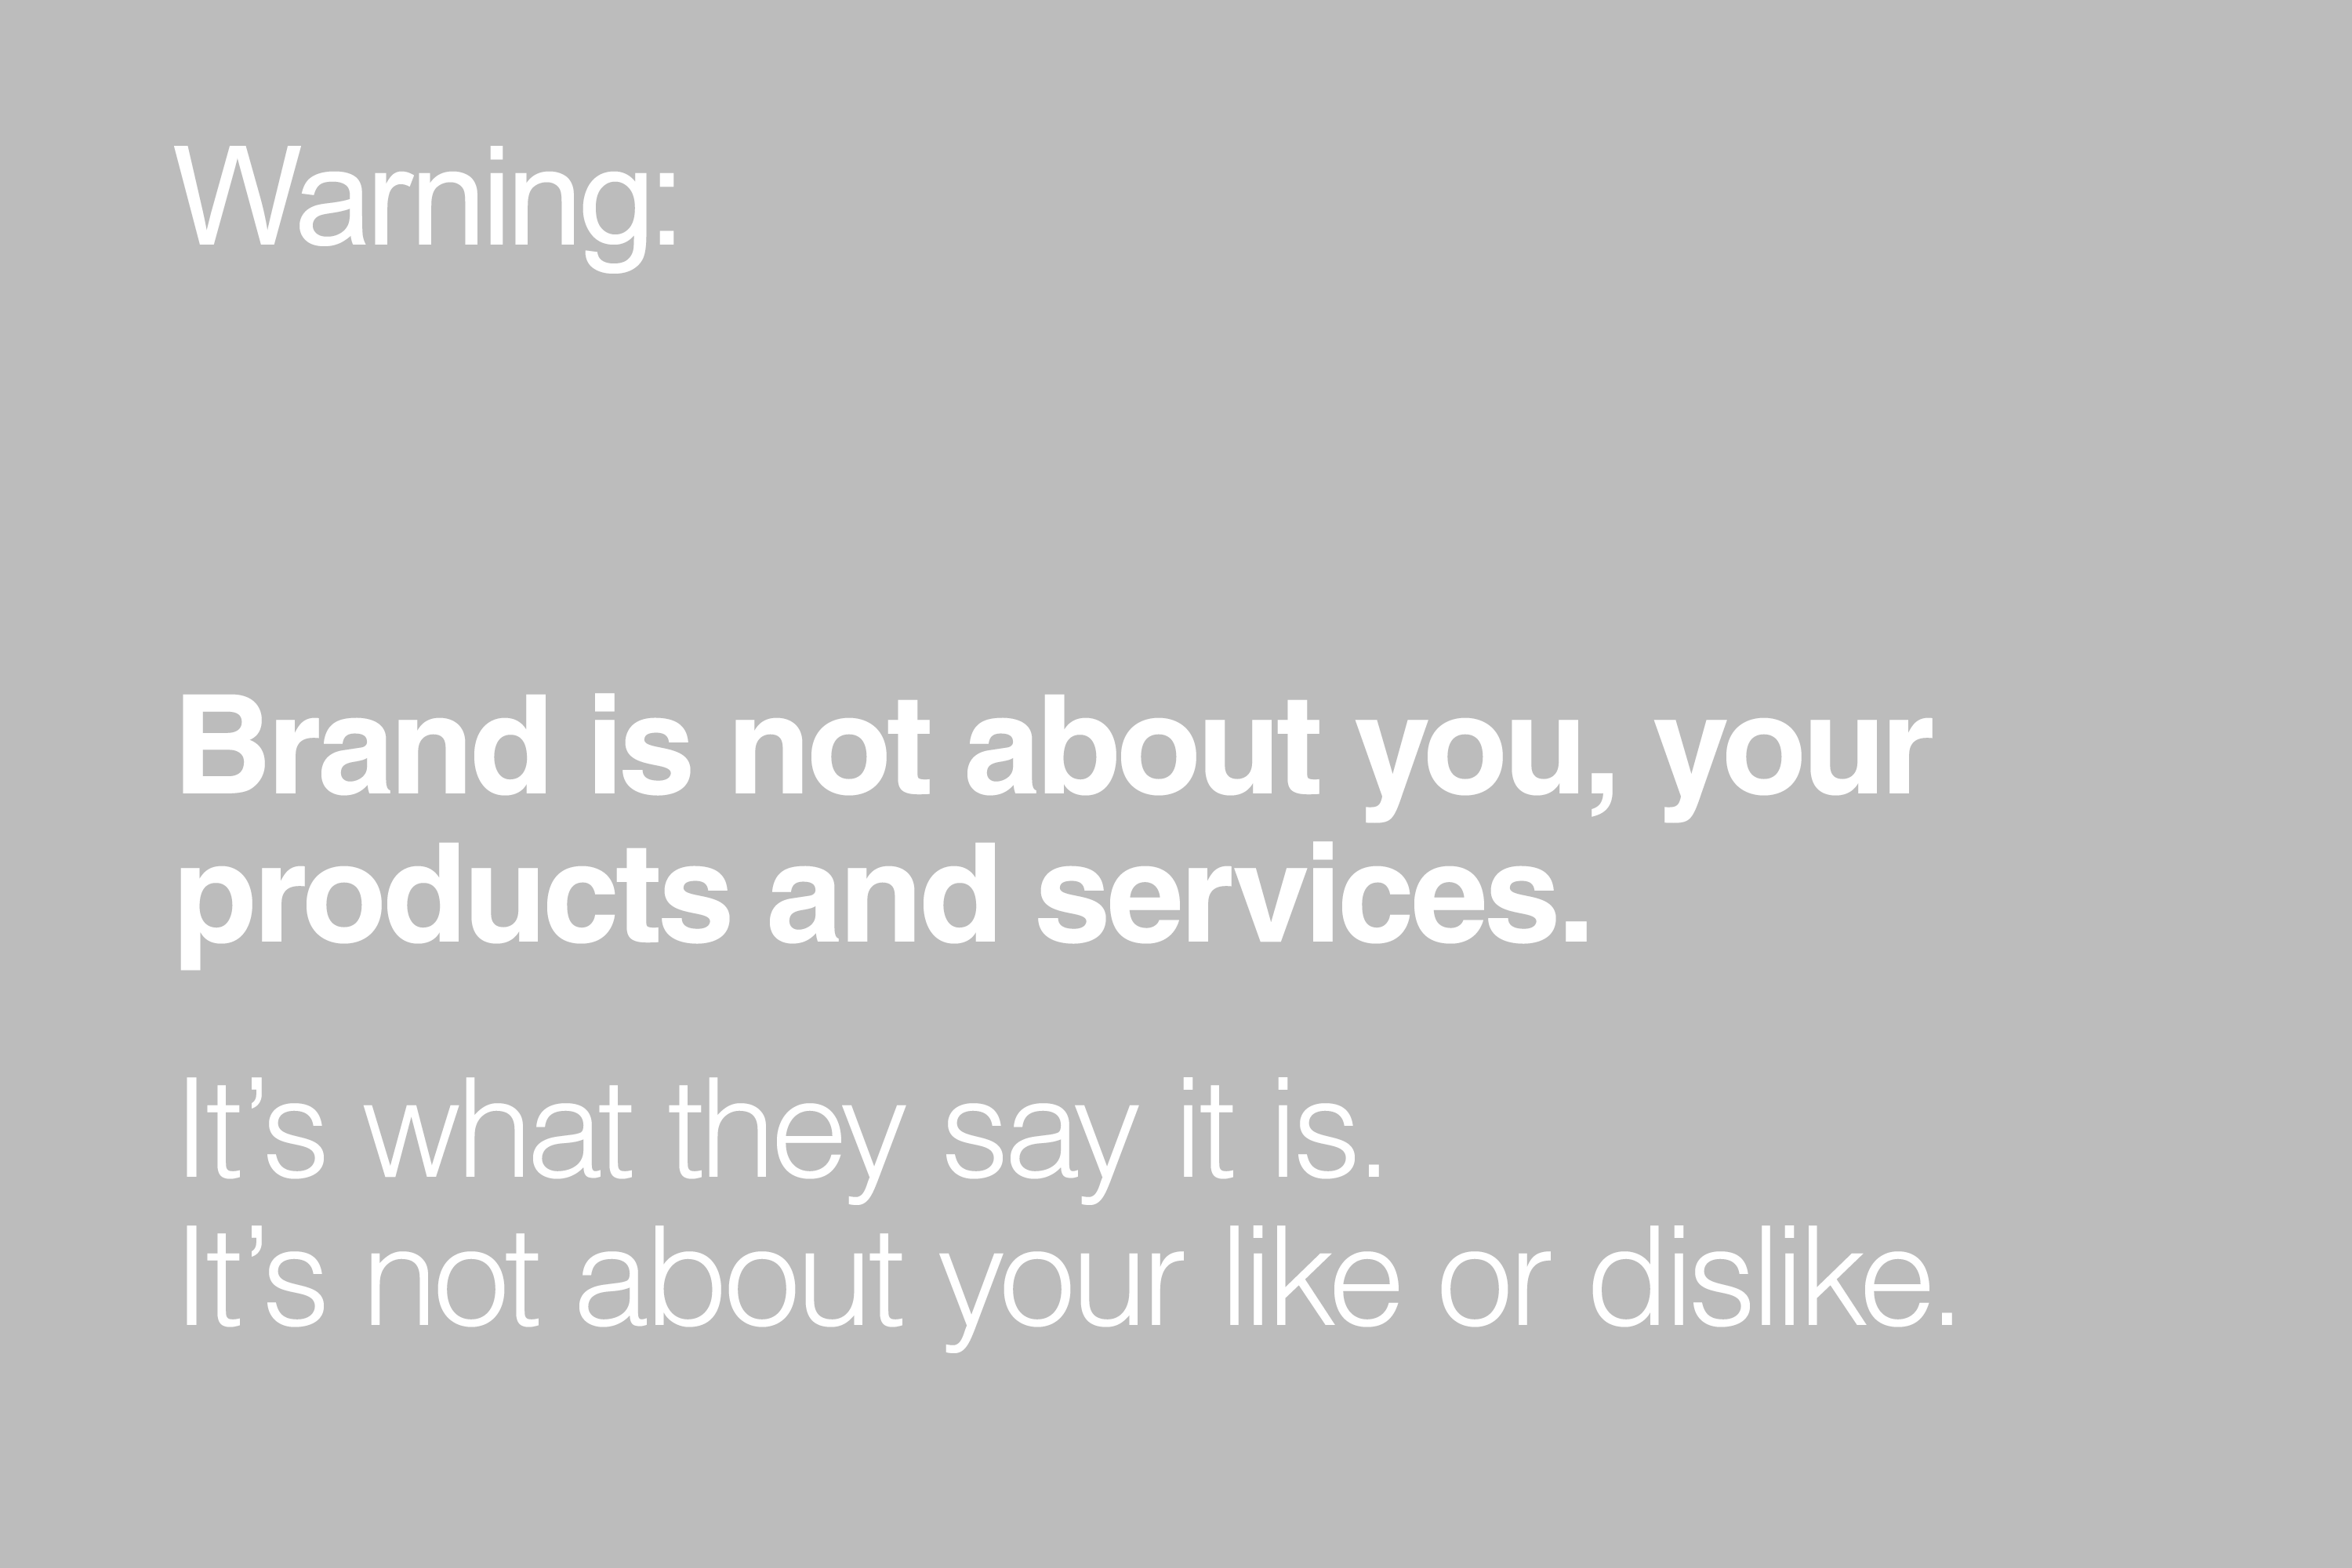 Warning:
Brand is not about you, your
products and services.
It’s what they say it is.
It’s not about your like or dislike.